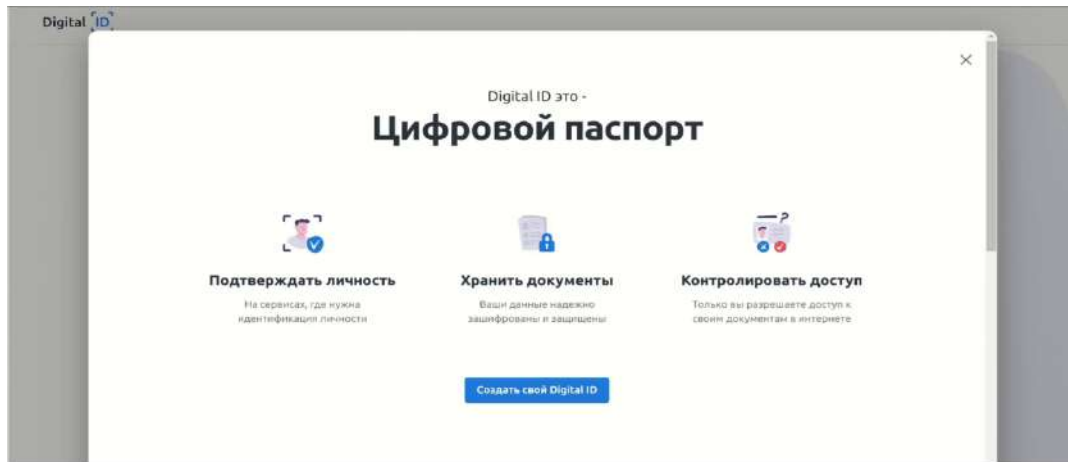 Digital ID
Digital ID это -
Цифровой паспорт
Подтверждать личность
На сервисах, где нужна
идентификация личности
Хранить документы
Ваши данные надежно
зашифрованы и защищены
Контролировать доступ
Только вы разрешаете доступ к
своим документам в интернете
Создать свой Digital ID